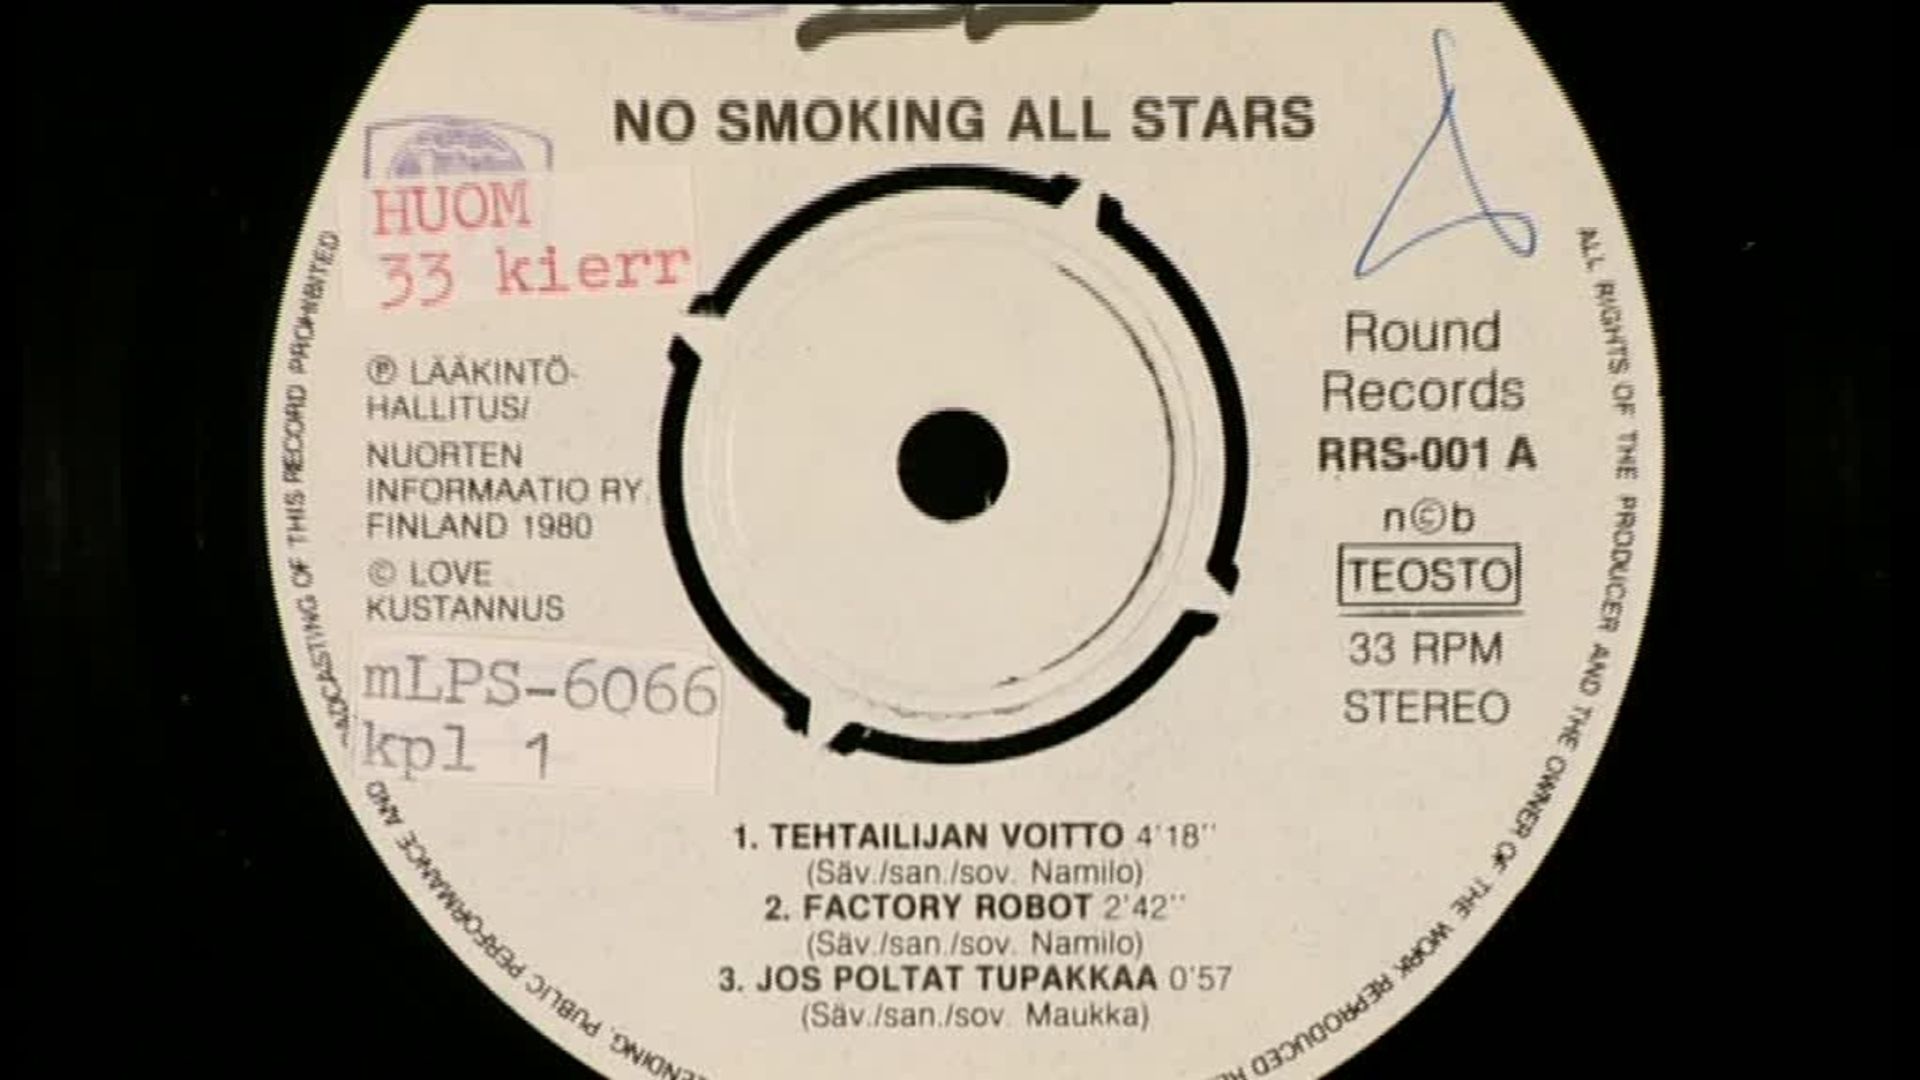 NO SMOKING ALL STARS
HUOM
33 kierr
Ⓟ LÄÄKINTÖ-
HALLITUS/
NUORTEN
INFORMAATIO RY.
FINLAND 1980
© LOVE
KUSTANNUS
mLPS-6066
kpl 1
Round
Records
RRS-001 A
n©b
TEOSTO
33 RPM
STEREO
1. TEHTAILIJAN VOITTO 4'18''
(Säv./san./sov. Namilo)
2. FACTORY ROBOT 2'42''
(Säv./san./sov. Namilo)
3. JOS POLTAT TUPAKKAA 0'57
(Säv./san./sov. Maukka)
ALL RIGHTS OF THE PRODUCER AND THE OWNER OF THE WORK REPRODUCED
PUBLIC PERFORMANCE AND
OF THIS RECORD PROHIBITED